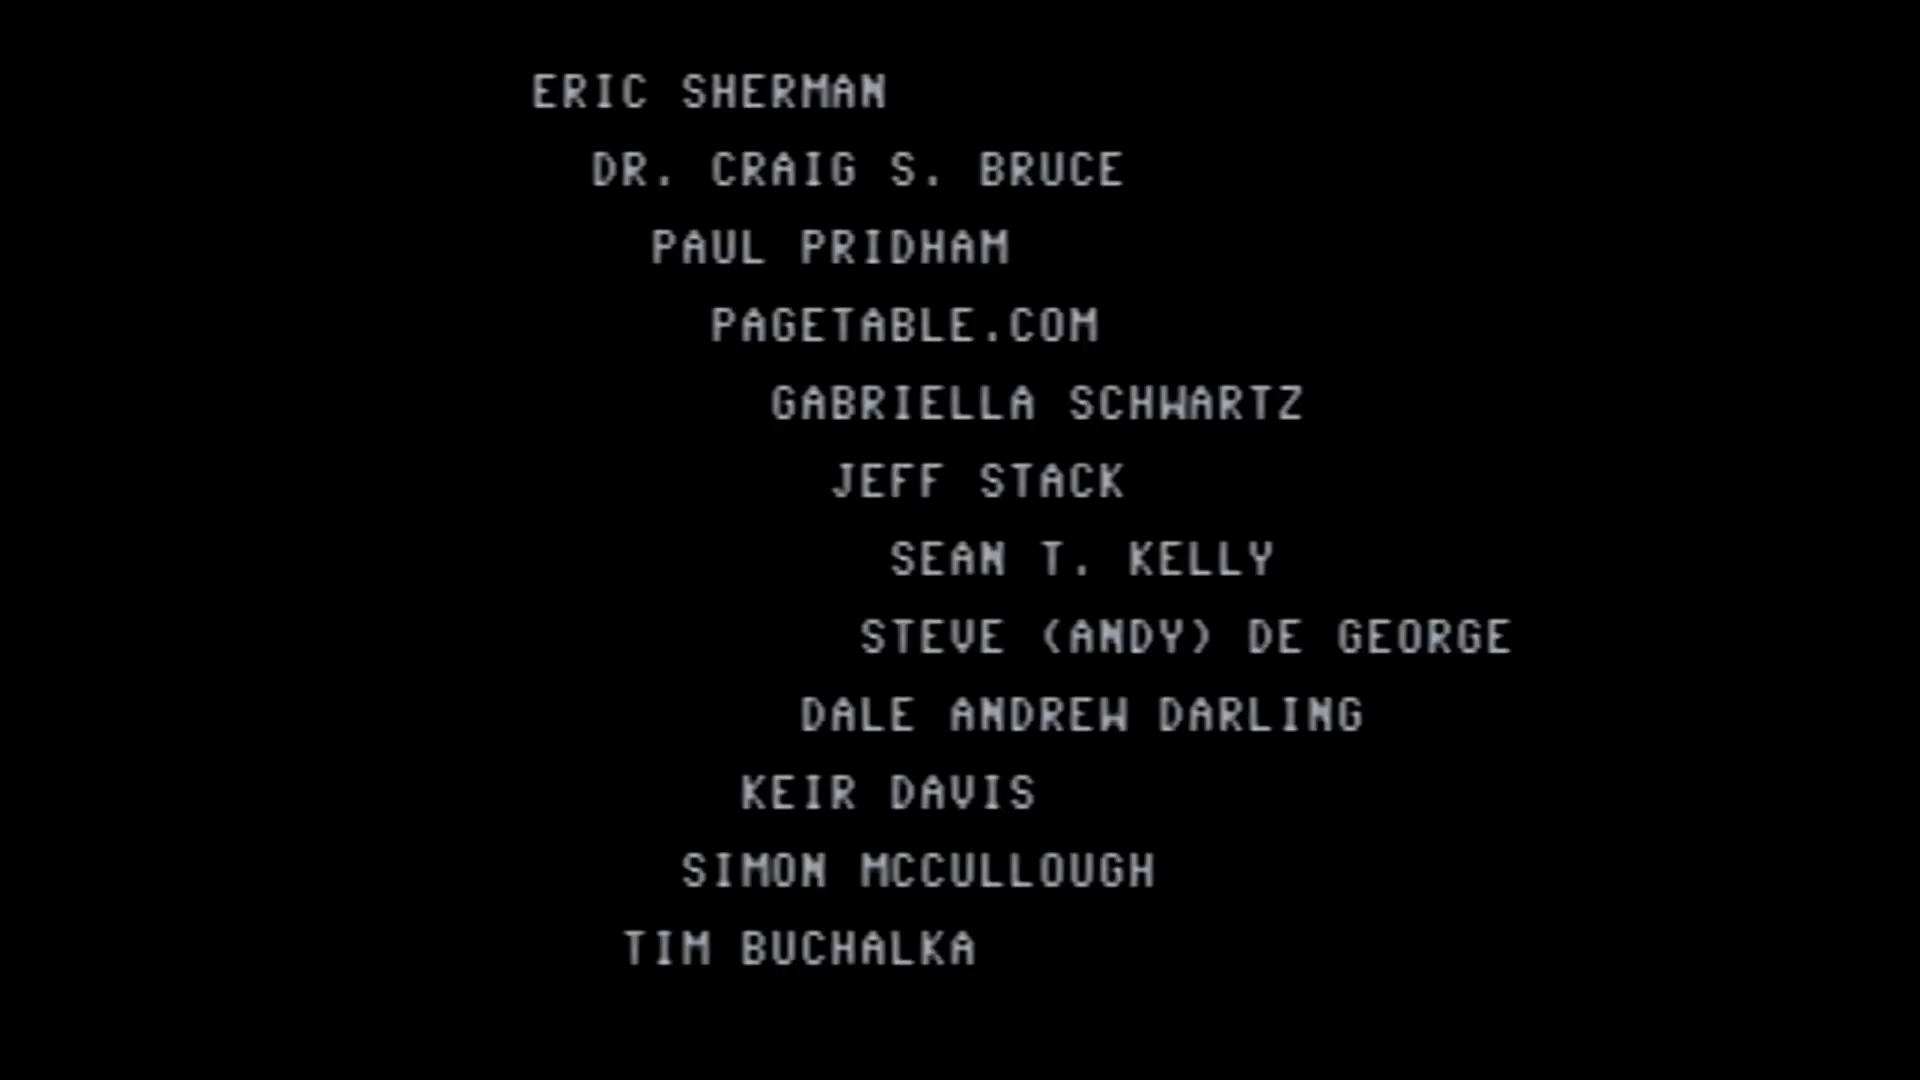 ERIC SHERMAN
DR. CRAIG S. BRUCE
PAUL PRIDHAM
PAGETABLE.COM
GABRIELLA SCHWARTZ
JEFF STACK
SEAN T. KELLY
STEVE (ANDY) DE GEORGE
DALE ANDREW DARLING
KEIR DAVIS
SIMON MCCULLOUGH
TIM BUCHALKA